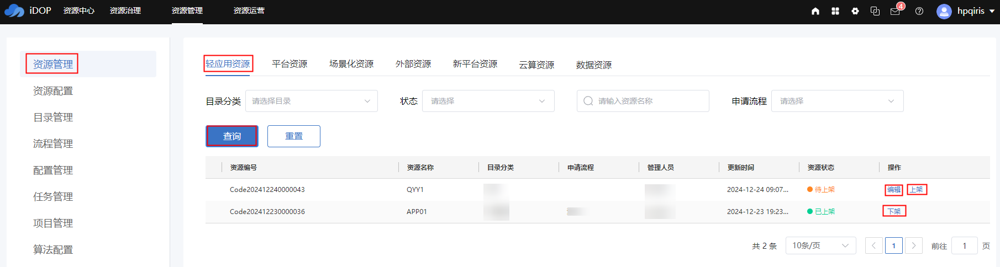 iDOP 资源中心 资源治理 资源管理 资源运营 4 hpqiris
资源管理
资源配置
目录管理
流程管理
配置管理
任务管理
项目管理
算法配置
轻应用资源 平台资源 场景化资源 外部资源 新平台资源 云算资源 数据资源
目录分类 请选择目录 状态 请选择 请输入资源名称 申请流程 请选择
查询 重置
资源编号 资源名称 目录分类 申请流程 管理人员 更新时间 资源状态 操作
Code202412240000043 QYY1 2024-12-24 09:07... 待上架 编辑 上架
Code202412230000036 APP01 2024-12-23 19:23... 已上架 下架
共 2 条 10条/页 1 前往 1 页